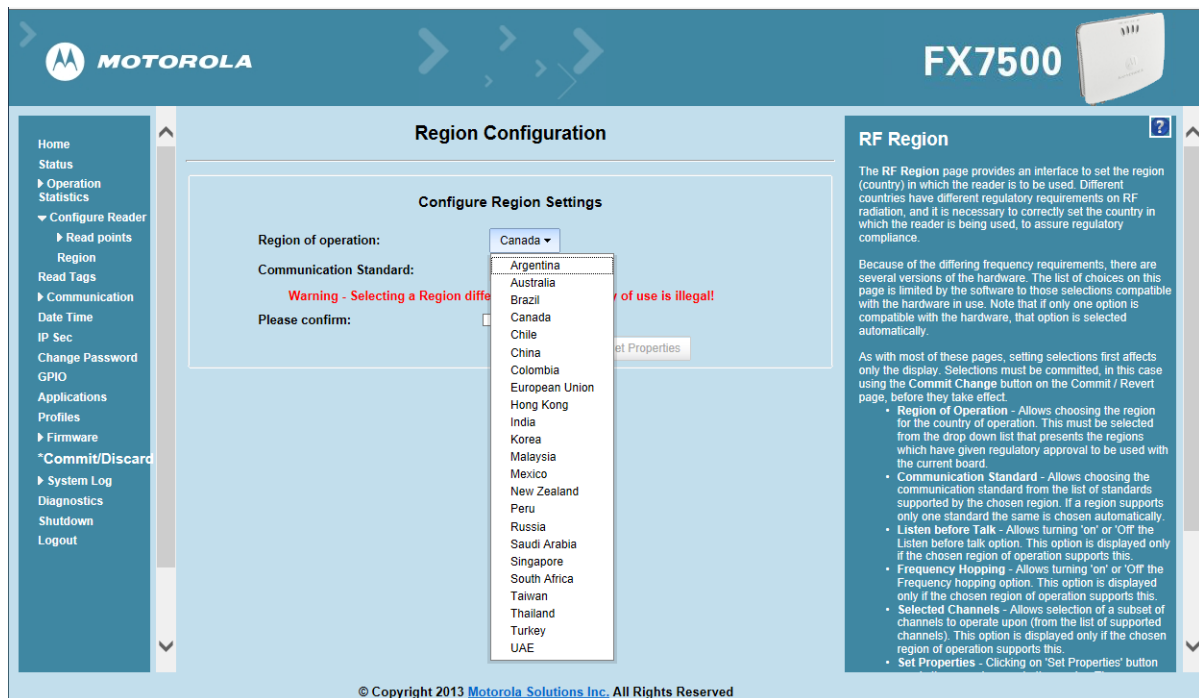 MOTOROLA
FX7500
Home
Status
Operation
Statistics
Configure Reader
Read points
Region
Read Tags
Communication
Date Time
IP Sec
Change Password
GPIO
Applications
Profiles
Firmware
*Commit/Discard
System Log
Diagnostics
Shutdown
Logout
Region Configuration
Configure Region Settings
Region of operation:
Canada
Communication Standard:
Warning - Selecting a Region diffe
y of use is illegal!
Please confirm:
et Properties
Argentina
Australia
Brazil
Canada
Chile
China
Colombia
European Union
Hong Kong
India
Korea
Malaysia
Mexico
New Zealand
Peru
Russia
Saudi Arabia
Singapore
South Africa
Taiwan
Thailand
Turkey
UAE
?
RF Region
The RF Region page provides an interface to set the region
(country) in which the reader is to be used. Different
countries have different regulatory requirements on RF
radiation, and it is necessary to correctly set the country in
which the reader is being used, to assure regulatory
compliance.
Because of the differing frequency requirements, there are
several versions of the hardware. The list of choices on this
page is limited by the software to those selections compatible
with the hardware in use. Note that if only one option is
compatible with the hardware, that option is selected
automatically.
As with most of these pages, setting selections first affects
only the display. Selections must be committed, in this case
using the Commit Change button on the Commit / Revert
page, before they take effect.
• Region of Operation - Allows choosing the region
for the country of operation. This must be selected
from the drop down list that presents the regions
which have given regulatory approval to be used with
the current board.
• Communication Standard - Allows choosing the
communication standard from the list of standards
supported by the chosen region. If a region supports
only one standard the same is chosen automatically.
• Listen before Talk - Allows turning 'on' or 'Off' the
Listen before talk option. This option is displayed only
if the chosen region of operation supports this.
• Frequency Hopping - Allows turning 'on' or 'Off' the
Frequency hopping option. This option is displayed
only if the chosen region of operation supports this.
• Selected Channels - Allows selection of a subset of
channels to operate upon (from the list of supported
channels). This option is displayed only if the chosen
region of operation supports this.
• Set Properties - Clicking on 'Set Properties' button
© Copyright 2013 Motorola Solutions Inc. All Rights Reserved